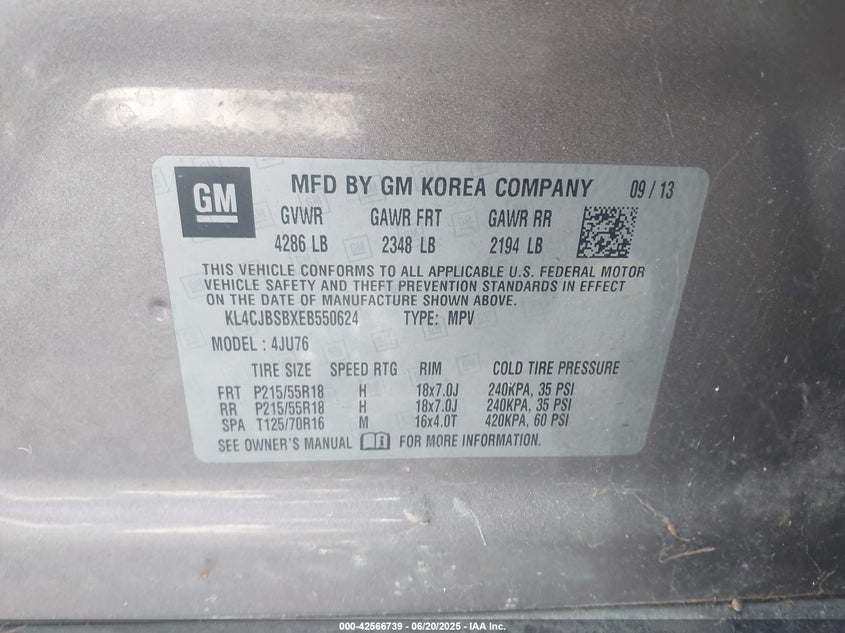 GM MFD BY GM KOREA COMPANY 09 / 13
GVWR GAWR FRT GAWR RR
4286 LB 2348 LB 2194 LB
THIS VEHICLE CONFORMS TO ALL APPLICABLE U.S. FEDERAL MOTOR
VEHICLE SAFETY AND THEFT PREVENTION STANDARDS IN EFFECT
ON THE DATE OF MANUFACTURE SHOWN ABOVE.
KL4CJBSBXEB550624 TYPE: MPV
MODEL : 4JU76
TIRE SIZE SPEED RTG RIM COLD TIRE PRESSURE
FRT P215/55R18 H 18x7.0J 240KPA, 35 PSI
RR P215/55R18 H 18x7.0J 240KPA, 35 PSI
SPA T125/70R16 M 16x4.0T 420KPA, 60 PSI
SEE OWNER'S MANUAL FOR MORE INFORMATION.
000-42566739 - 06/20/2025 - IAA Inc.